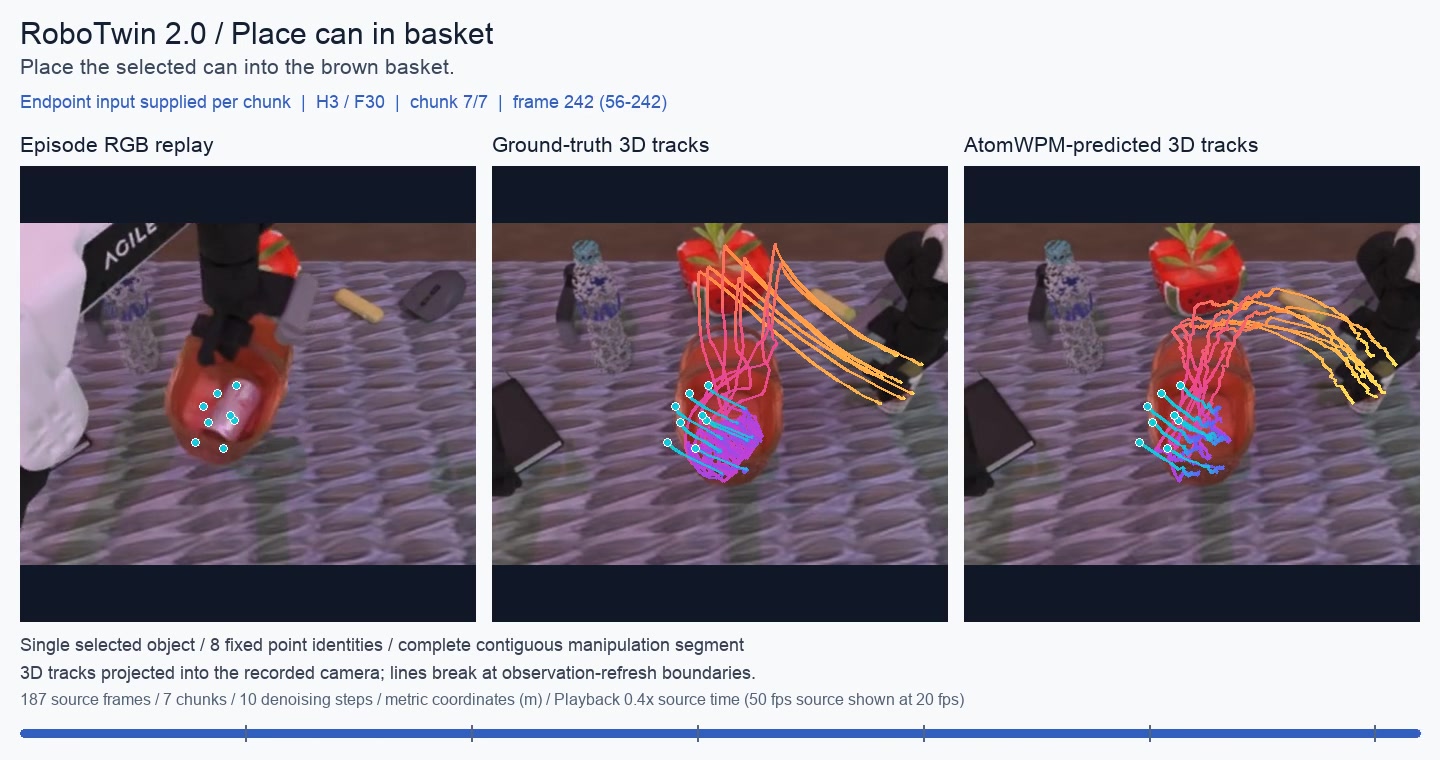 RoboTwin 2.0 / Place can in basket
Place the selected can into the brown basket.
Endpoint input supplied per chunk | H3 / F30 | chunk 7/7 | frame 242 (56-242)
Episode RGB replay
Ground-truth 3D tracks
AtomWPM-predicted 3D tracks
AGILE
Single selected object / 8 fixed point identities / complete contiguous manipulation segment
3D tracks projected into the recorded camera; lines break at observation-refresh boundaries.
187 source frames / 7 chunks / 10 denoising steps / metric coordinates (m) / Playback 0.4x source time (50 fps source shown at 20 fps)